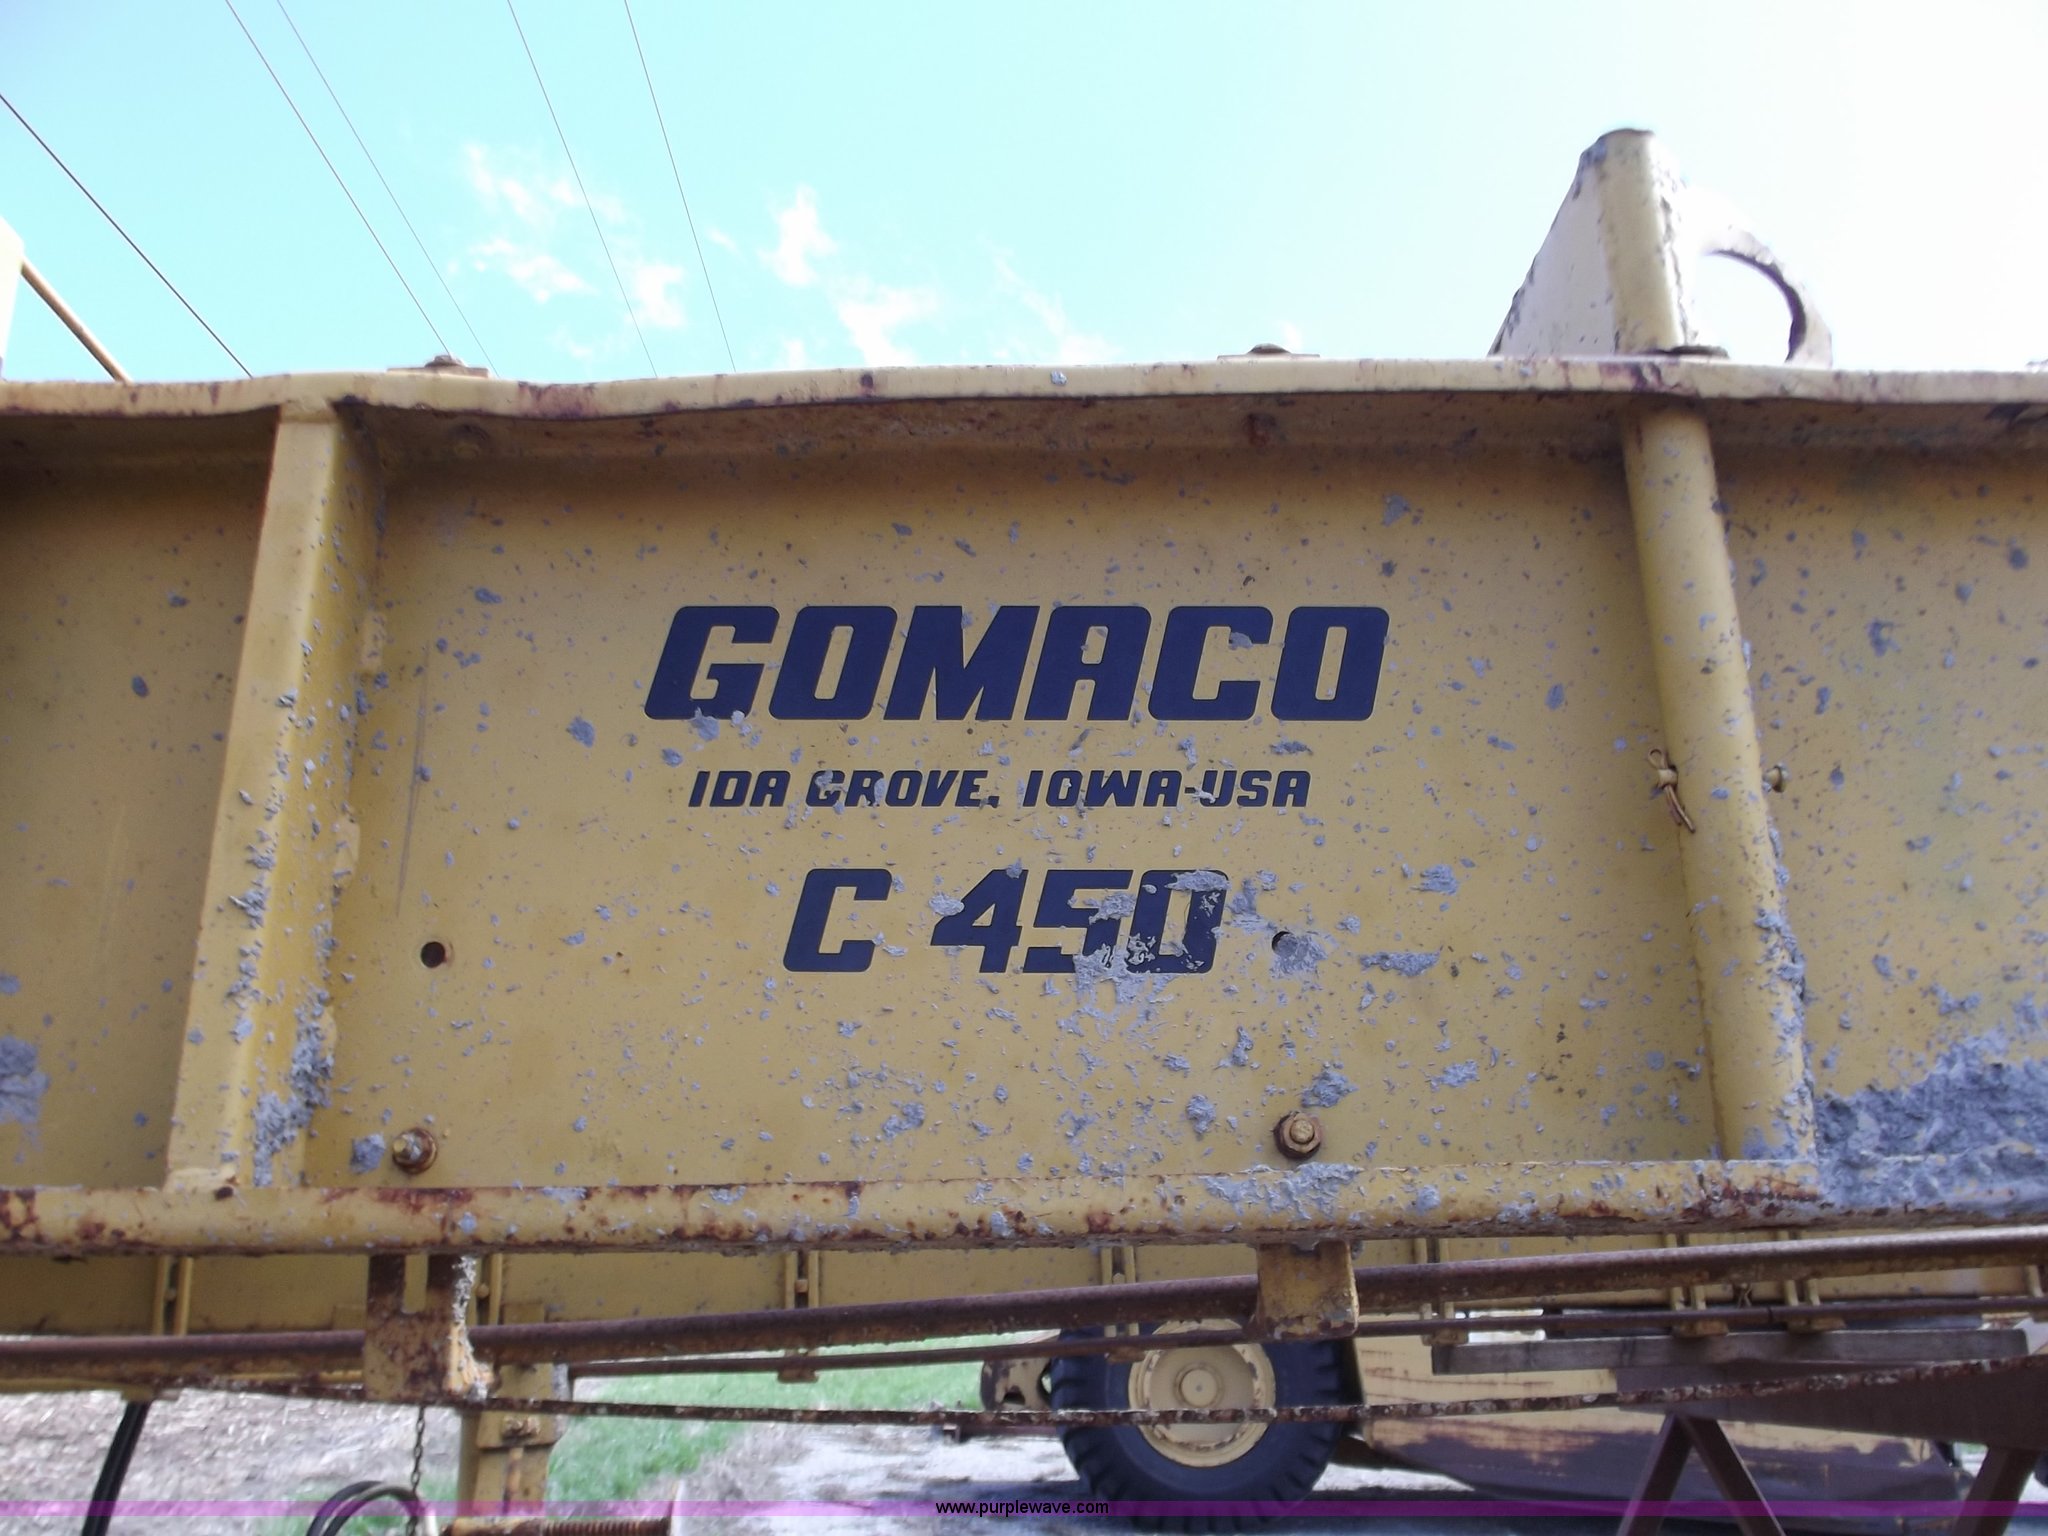 GOMACO
IDA GROVE, IOWA-USA
C 450
www.purplewave.com